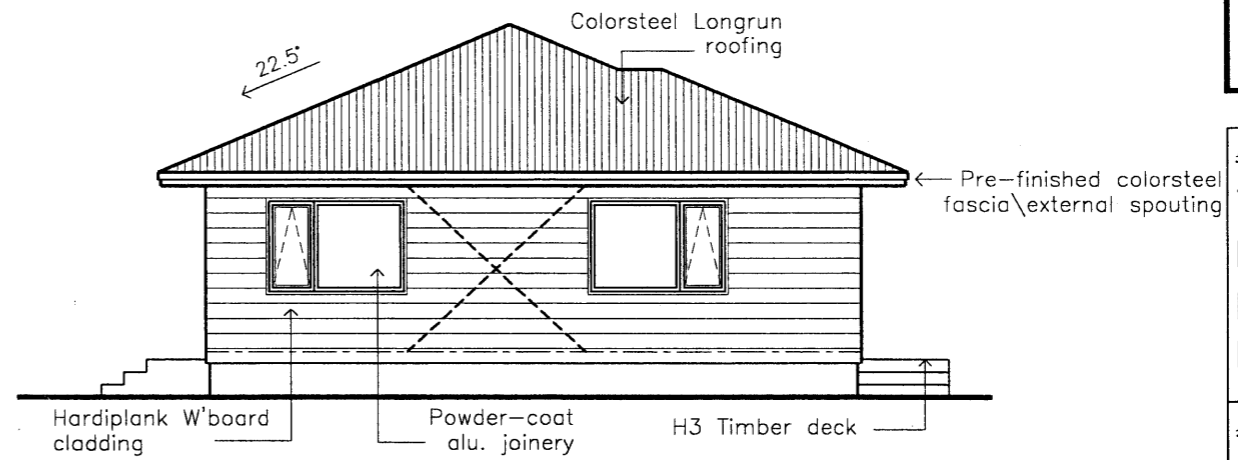 Colorsteel Longrun
roofing
22.5°
Pre-finished colorsteel
fascia\external spouting
Hardiplank W'board
cladding
Powder-coat
alu. joinery
H3 Timber deck